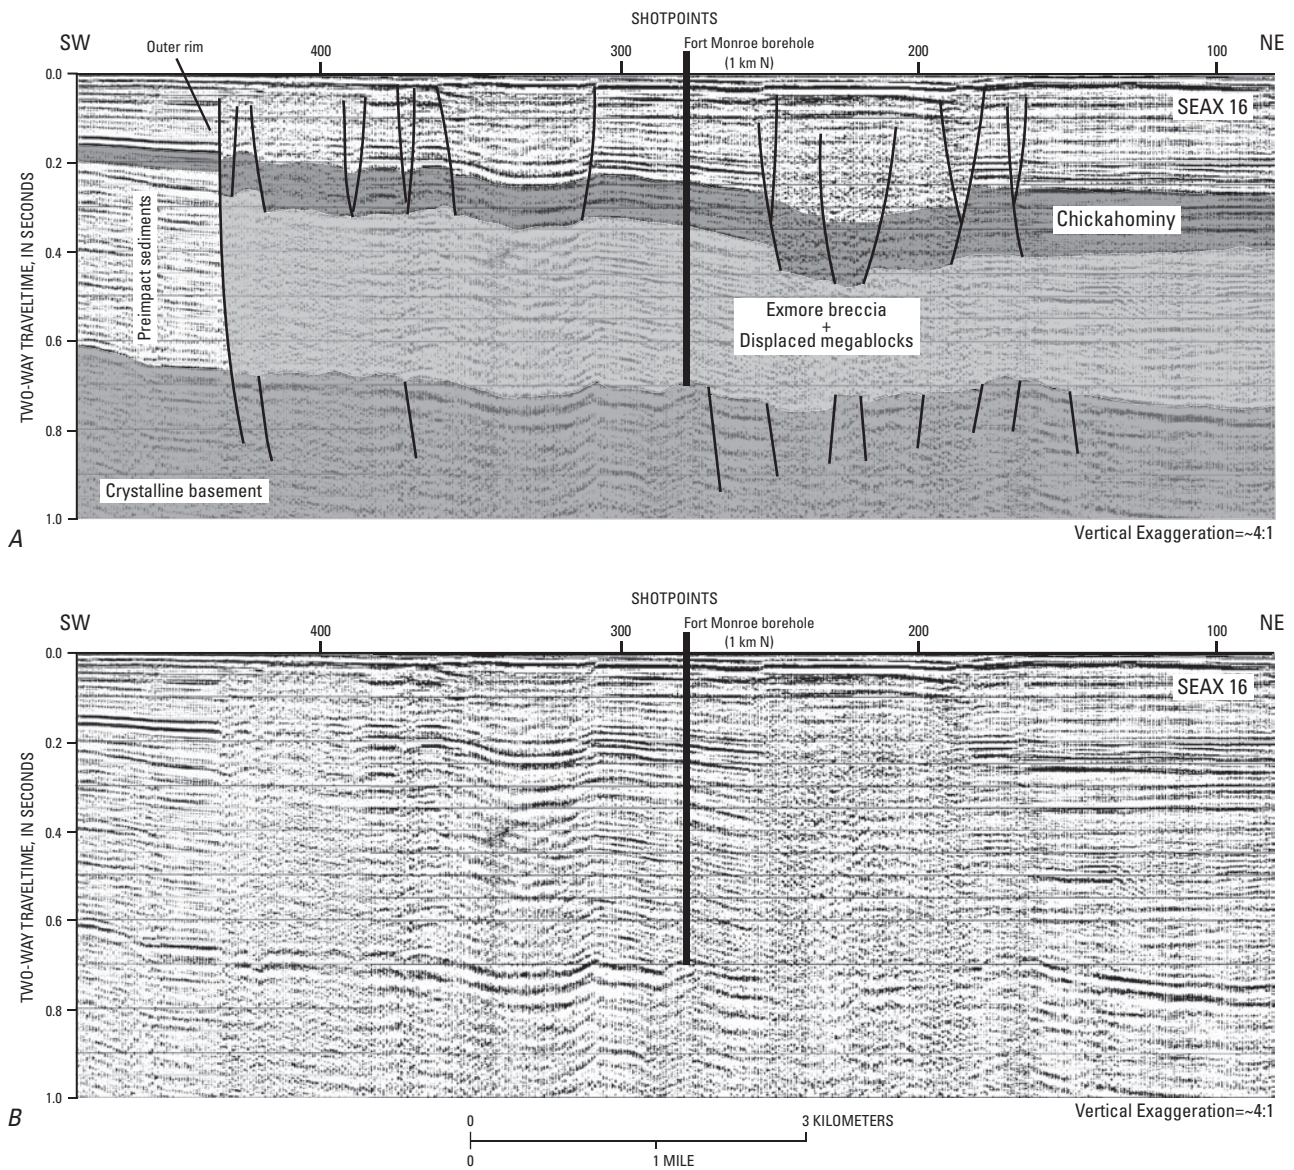 SHOTPOINTS
SW
NE
Outer rim
400
300
Fort Monroe borehole
(1 km N)
200
100
SEAX 16
0.0
0.2
0.4
0.6
0.8
1.0
TWO-WAY TRAVELTIME, IN SECONDS
Preimpact sediments
Chickahominy
Exmore breccia
+
Displaced megablocks
Crystalline basement
A
Vertical Exaggeration=~4:1
SHOTPOINTS
SW
NE
400
300
Fort Monroe borehole
(1 km N)
200
100
SEAX 16
0.0
0.2
0.4
0.6
0.8
1.0
TWO-WAY TRAVELTIME, IN SECONDS
B
Vertical Exaggeration=~4:1
0
3 KILOMETERS
0
1 MILE